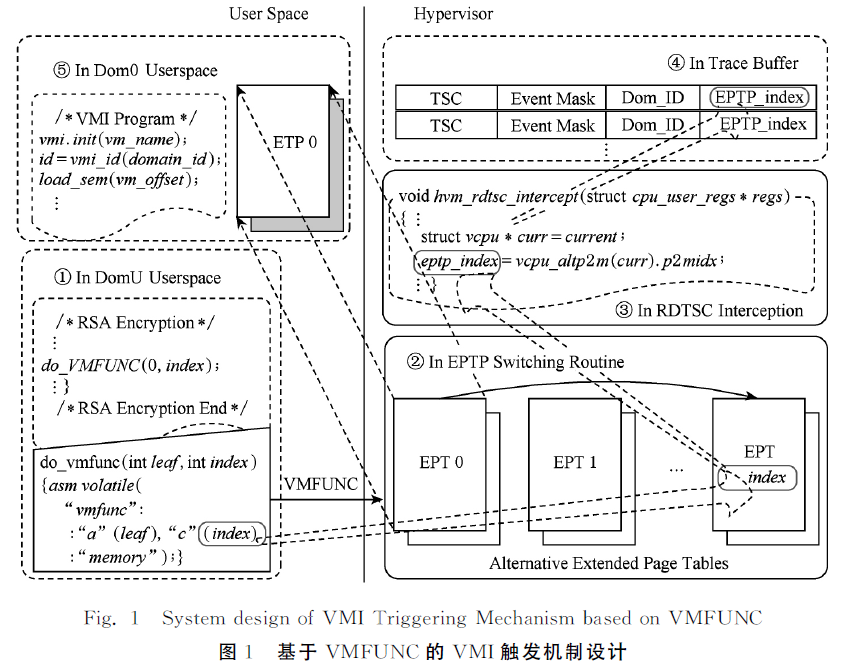 User Space
Hypervisor
⑤ In Dom0 Userspace
/*VMI Program */
vmi.init(vm_name);
id=vmi_id(domain_id);
load_sem(vm_offset);
⋮
ETP 0
④ In Trace Buffer
TSC Event Mask Dom_ID EPTP_index
TSC Event Mask Dom_ID EPTP_index
⋮
void hvm_rdtsc_intercept(struct cpu_user_regs * regs)
{ ⋮
struct vcpu * curr=current;
eptp_index=vcpu_altp2m(curr).p2midx;
⋮ }
③ In RDTSC Interception
① In DomU Userspace
/*RSA Encryption*/
⋮
do_VMFUNC(0, index);
⋮}
/*RSA Encryption End*/
do_vmfunc(int leaf,int index)
{asm volatile(
“vmfunc”:
:“a” (leaf), “c” (index),
:“memory”);}
VMFUNC
② In EPTP Switching Routine
EPT 0
EPT 1
…
EPT
index
Alternative Extended Page Tables
Fig. 1 System design of VMI Triggering Mechanism based on VMFUNC
图 1 基于 VMFUNC 的 VMI 触发机制设计